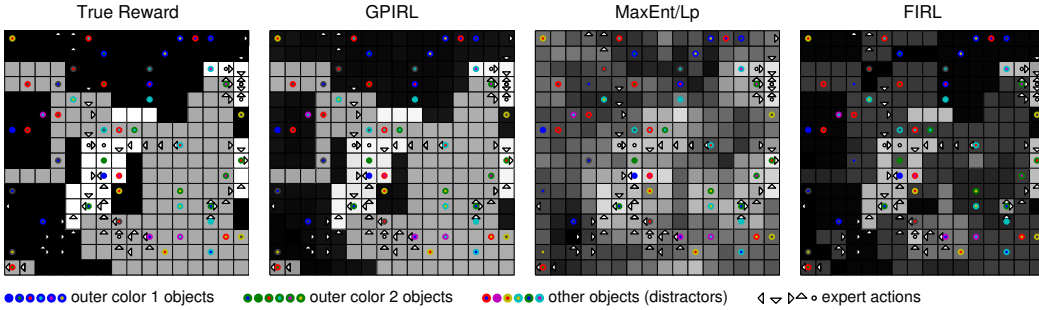 True Reward GPIRL MaxEnt/Lp FIRL
outer color 1 objects outer color 2 objects other objects (distractors) expert actions